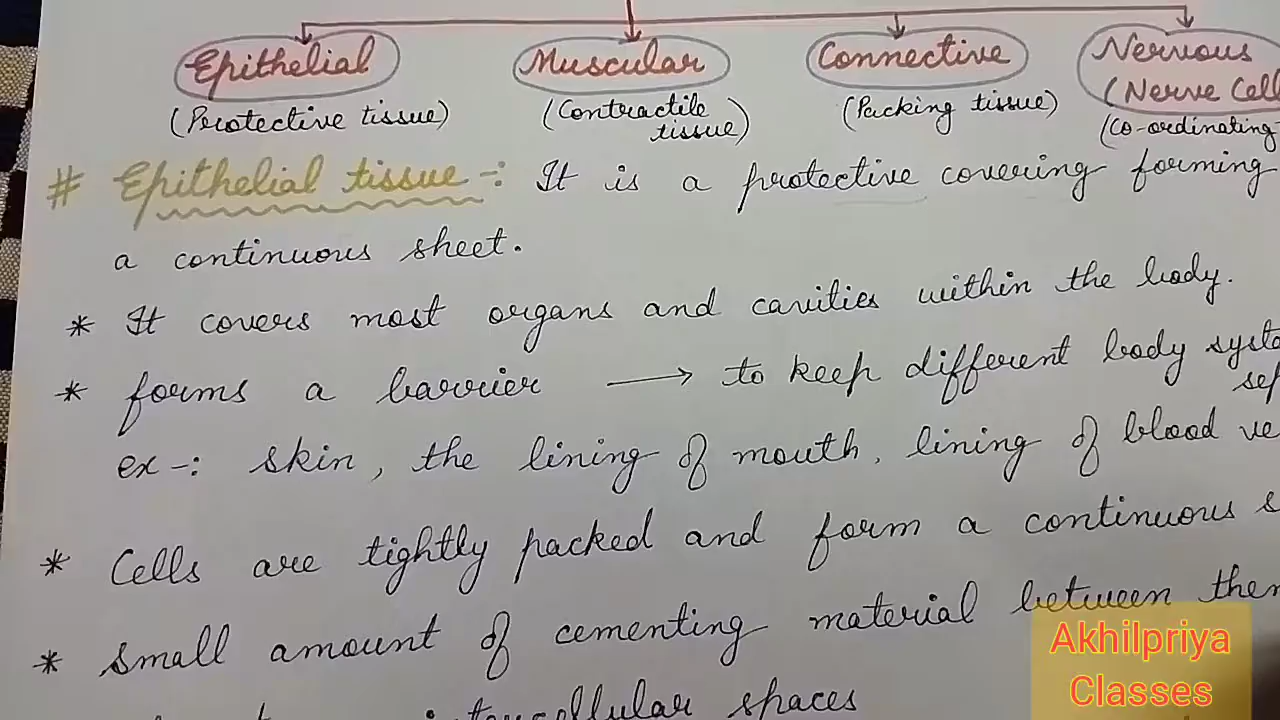 Epithelial Muscular Connective Nervous
(Nerve Cell
(Protective tissue) (Contractile tissue) (Packing tissue) (Co-ordinating
# Epithelial tissue -: It is a protective covering forming
a continuous sheet.
* It covers most organs and cavities within the body.
* forms a barrier → to keep different body syste
ex -: skin, the lining of mouth, lining of blood ve
* Cells are tightly packed and form a continuous s
* Small amount of cementing material between them
intercellular spaces
Akhilpriya
Classes